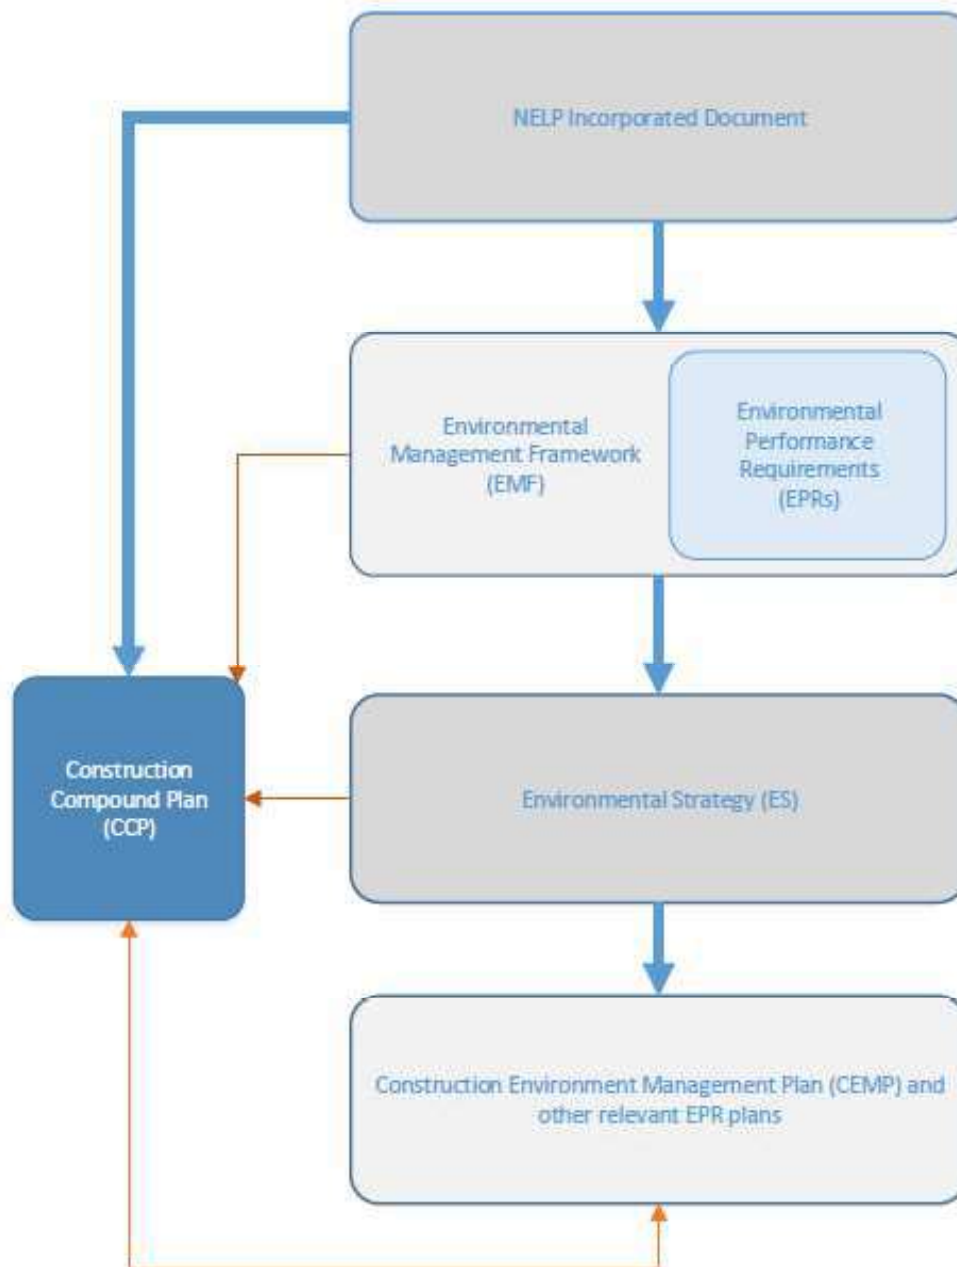 NELP Incorporated Document
Environmental
Management Framework
(EMF)
Environmental
Performance
Requirements
(EPRs)
Construction
Compound Plan
(CCP)
Environmental Strategy (ES)
Construction Environment Management Plan (CEMP) and
other relevant EPR plans